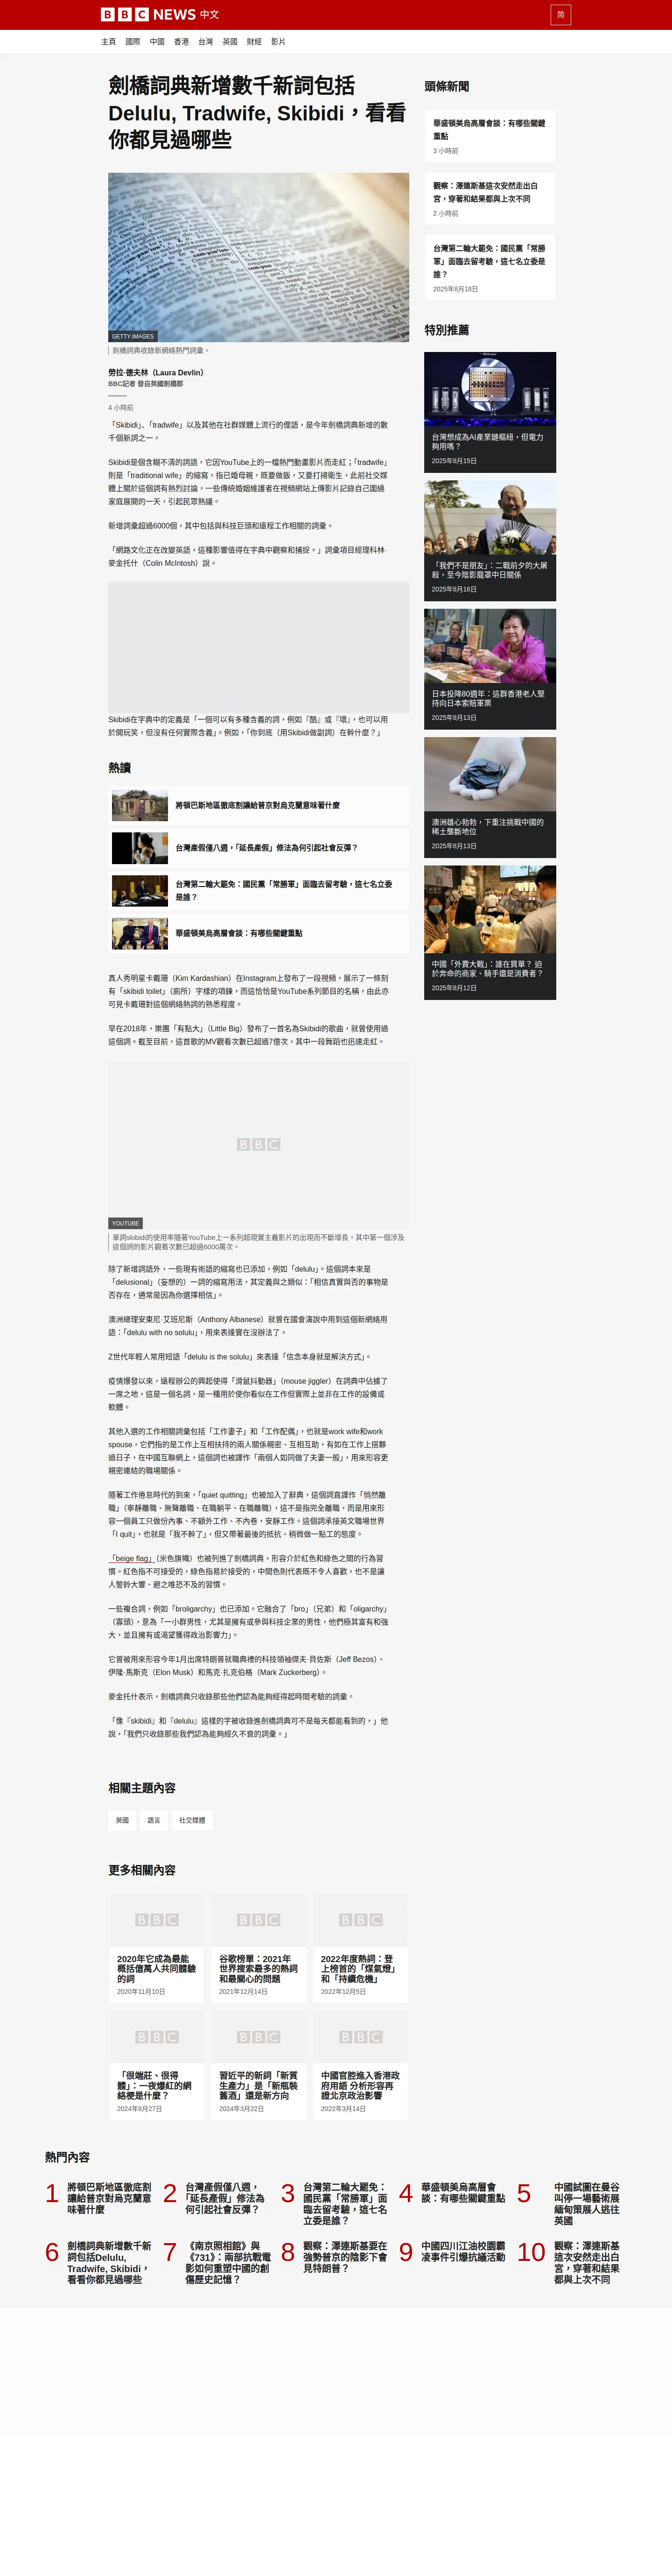 BBC NEWS 中文
简
主頁 國際 中國 香港 台灣 英國 財經 影片
劍橋詞典新增數千新詞包括
Delulu, Tradwife, Skibidi，看看
你都見過哪些
GETTY IMAGES
劍橋詞典收錄新網絡熱門詞彙。
勞拉·德夫林（Laura Devlin）
BBC記者 發自英國劍橋郡
4 小時前
「Skibidi」、「tradwife」以及其他在社群媒體上流行的俚語，是今年劍橋詞典新增的數
千個新詞之一。
Skibidi是個含糊不清的詞語，它因YouTube上的一檔熱門動畫影片而走紅；「tradwife」
則是「traditional wife」的縮寫，指已婚母親，既要做飯，又要打掃衛生，此前社交媒
體上關於這個詞有熱烈討論，一些傳統婚姻維護者在視頻網站上傳影片記錄自己圍繞
家庭展開的一天，引起民眾熱議。
新增詞彙超過6000個，其中包括與科技巨頭和遠程工作相關的詞彙。
「網路文化正在改變英語，這種影響值得在字典中觀察和捕捉。」詞彙項目經理科林·
麥金托什（Colin McIntosh）說。
Skibidi在字典中的定義是「一個可以有多種含義的詞，例如『酷』或『壞』，也可以用
於開玩笑，但沒有任何實際含義」。例如，「你到底（用Skibidi做副詞）在幹什麼？」
熱讀
將頓巴斯地區徹底割讓給普京對烏克蘭意味著什麼
台灣產假僅八週，「延長產假」修法為何引起社會反彈？
台灣第二輪大罷免：國民黨「常勝軍」面臨去留考驗，這七名立委
是誰？
華盛頓美烏高層會談：有哪些關鍵重點
真人秀明星卡戴珊（Kim Kardashian）在Instagram上發布了一段視頻，展示了一條刻
有「skibidi toilet」（廁所）字樣的項鍊，而這恰恰是YouTube系列節目的名稱，由此亦
可見卡戴珊對這個網絡熱詞的熟悉程度。
早在2018年，樂團「有點大」（Little Big）發布了一首名為Skibidi的歌曲，就曾使用過
這個詞。截至目前，這首歌的MV觀看次數已超過7億次，其中一段舞蹈也迅速走紅。
BBC
YOUTUBE
單詞skibidi的使用率隨著YouTube上一系列超現實主義影片的出現而不斷增長，其中第一個涉及
這個詞的影片觀看次數已超過6000萬次。
除了新增詞語外，一些現有術語的縮寫也已添加，例如「delulu」。這個詞本來是
「delusional」（妄想的）一詞的縮寫用法，其定義與之類似：「相信真實與否的事物是
否存在，通常是因為你選擇相信」。
澳洲總理安東尼·艾班尼斯（Anthony Albanese）就曾在國會演說中用到這個新網絡用
語：「delulu with no solulu」，用來表達實在沒辦法了。
Z世代年輕人常用短語「delulu is the solulu」來表達「信念本身就是解決方式」。
疫情爆發以來，遠程辦公的興起使得「滑鼠抖動器」（mouse jiggler）在詞典中佔據了
一席之地，這是一個名詞，是一種用於使你看似在工作但實際上並非在工作的設備或
軟體。
其他入選的工作相關詞彙包括「工作妻子」和「工作配偶」，也就是work wife和work
spouse，它們指的是工作上互相扶持的兩人關係親密、互相互助，有如在工作上搭夥
過日子，在中國互聯網上，這個詞也被譯作「兩個人如同做了夫妻一般」，用來形容更
親密連結的職場關係。
隨著工作倦怠時代的到來，「quiet quitting」也被加入了辭典，這個詞直譯作「悄然離
職」（寧靜離職、無聲離職、在職躺平、在職離職），這不是指完全離職，而是用來形
容一個員工只做份內事、不額外工作、不內卷，安靜工作。這個詞承接英文職場世界
「I quit」，也就是「我不幹了」，但又帶著最後的抵抗、稍微做一點工的態度。
「beige flag」（米色旗幟）也被列進了劍橋詞典，形容介於紅色和綠色之間的行為習
慣。紅色指不可接受的，綠色指易於接受的，中間色則代表既不令人喜歡，也不是讓
人警鈴大響、避之唯恐不及的習慣。
一些複合詞，例如「broligarchy」也已添加。它融合了「bro」（兄弟）和「oligarchy」
（寡頭），意為「一小群男性，尤其是擁有或參與科技企業的男性，他們極其富有和強
大，並且擁有或渴望獲得政治影響力」。
它曾被用來形容今年1月出席特朗普就職典禮的科技領袖傑夫·貝佐斯（Jeff Bezos）、
伊隆·馬斯克（Elon Musk）和馬克·扎克伯格（Mark Zuckerberg）。
麥金托什表示，劍橋詞典只收錄那些他們認為能夠經得起時間考驗的詞彙。
「像『skibidi』和『delulu』這樣的字被收錄進劍橋詞典可不是每天都能看到的，」他
說，「我們只收錄那些我們認為能夠經久不衰的詞彙。」
相關主題內容
英國 語言 社交媒體
更多相關內容
BBC BBC BBC
2020年它成為最能
概括億萬人共同體驗
的詞
2020年11月10日
谷歌榜單：2021年
世界搜索最多的熱詞
和最關心的問題
2021年12月14日
2022年度熱詞：登
上榜首的「煤氣燈」
和「持續危機」
2022年12月5日
BBC BBC BBC
「很端莊、很得
體」：一夜爆紅的網
絡梗是什麼？
2024年8月27日
習近平的新詞「新質
生產力」是「新瓶裝
舊酒」還是新方向
2024年3月22日
中國官腔進入香港政
府用語 分析形容再
證北京政治影響
2022年3月14日
頭條新聞
華盛頓美烏高層會談：有哪些關鍵
重點
3 小時前
觀察：澤連斯基這次安然走出白
宮，穿著和結果都與上次不同
2 小時前
台灣第二輪大罷免：國民黨「常勝
軍」面臨去留考驗，這七名立委是
誰？
2025年8月18日
特別推薦
台灣想成為AI產業鏈樞紐，但電力
夠用嗎？
2025年8月15日
「我們不是朋友」：二戰前夕的大屠
殺，至今陰影籠罩中日關係
2025年8月16日
日本投降80週年：這群香港老人堅
持向日本索賠軍票
2025年8月13日
澳洲雄心勃勃，下重注挑戰中國的
稀土壟斷地位
2025年8月13日
中國「外賣大戰」：誰在買單？ 迫
於奔命的商家、騎手還是消費者？
2025年8月12日
熱門內容
1
將頓巴斯地區徹底割
讓給普京對烏克蘭意
味著什麼
2
台灣產假僅八週，
「延長產假」修法為
何引起社會反彈？
3
台灣第二輪大罷免：
國民黨「常勝軍」面
臨去留考驗，這七名
立委是誰？
4
華盛頓美烏高層會
談：有哪些關鍵重點
5
中國試圖在曼谷
叫停一場藝術展
緬甸策展人逃往
英國
6
劍橋詞典新增數千新
詞包括Delulu,
Tradwife, Skibidi，
看看你都見過哪些
7
《南京照相館》與
《731》：兩部抗戰電
影如何重塑中國的創
傷歷史記憶？
8
觀察：澤連斯基要在
強勢普京的陰影下會
見特朗普？
9
中國四川江油校園霸
凌事件引爆抗議活動
10
觀察：澤連斯基
這次安然走出白
宮，穿著和結果
都與上次不同